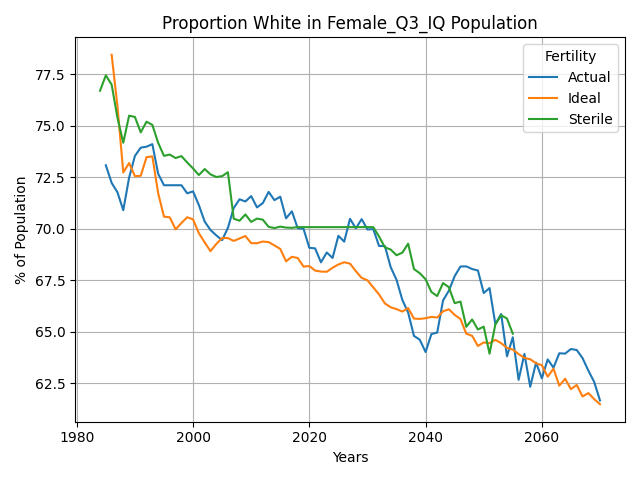 Proportion White in Female_Q3_IQ Population
Fertility
Actual
Ideal
Sterile
% of Population
77.5
75.0
72.5
70.0
67.5
65.0
62.5
1980
2000
2020
2040
2060
Years